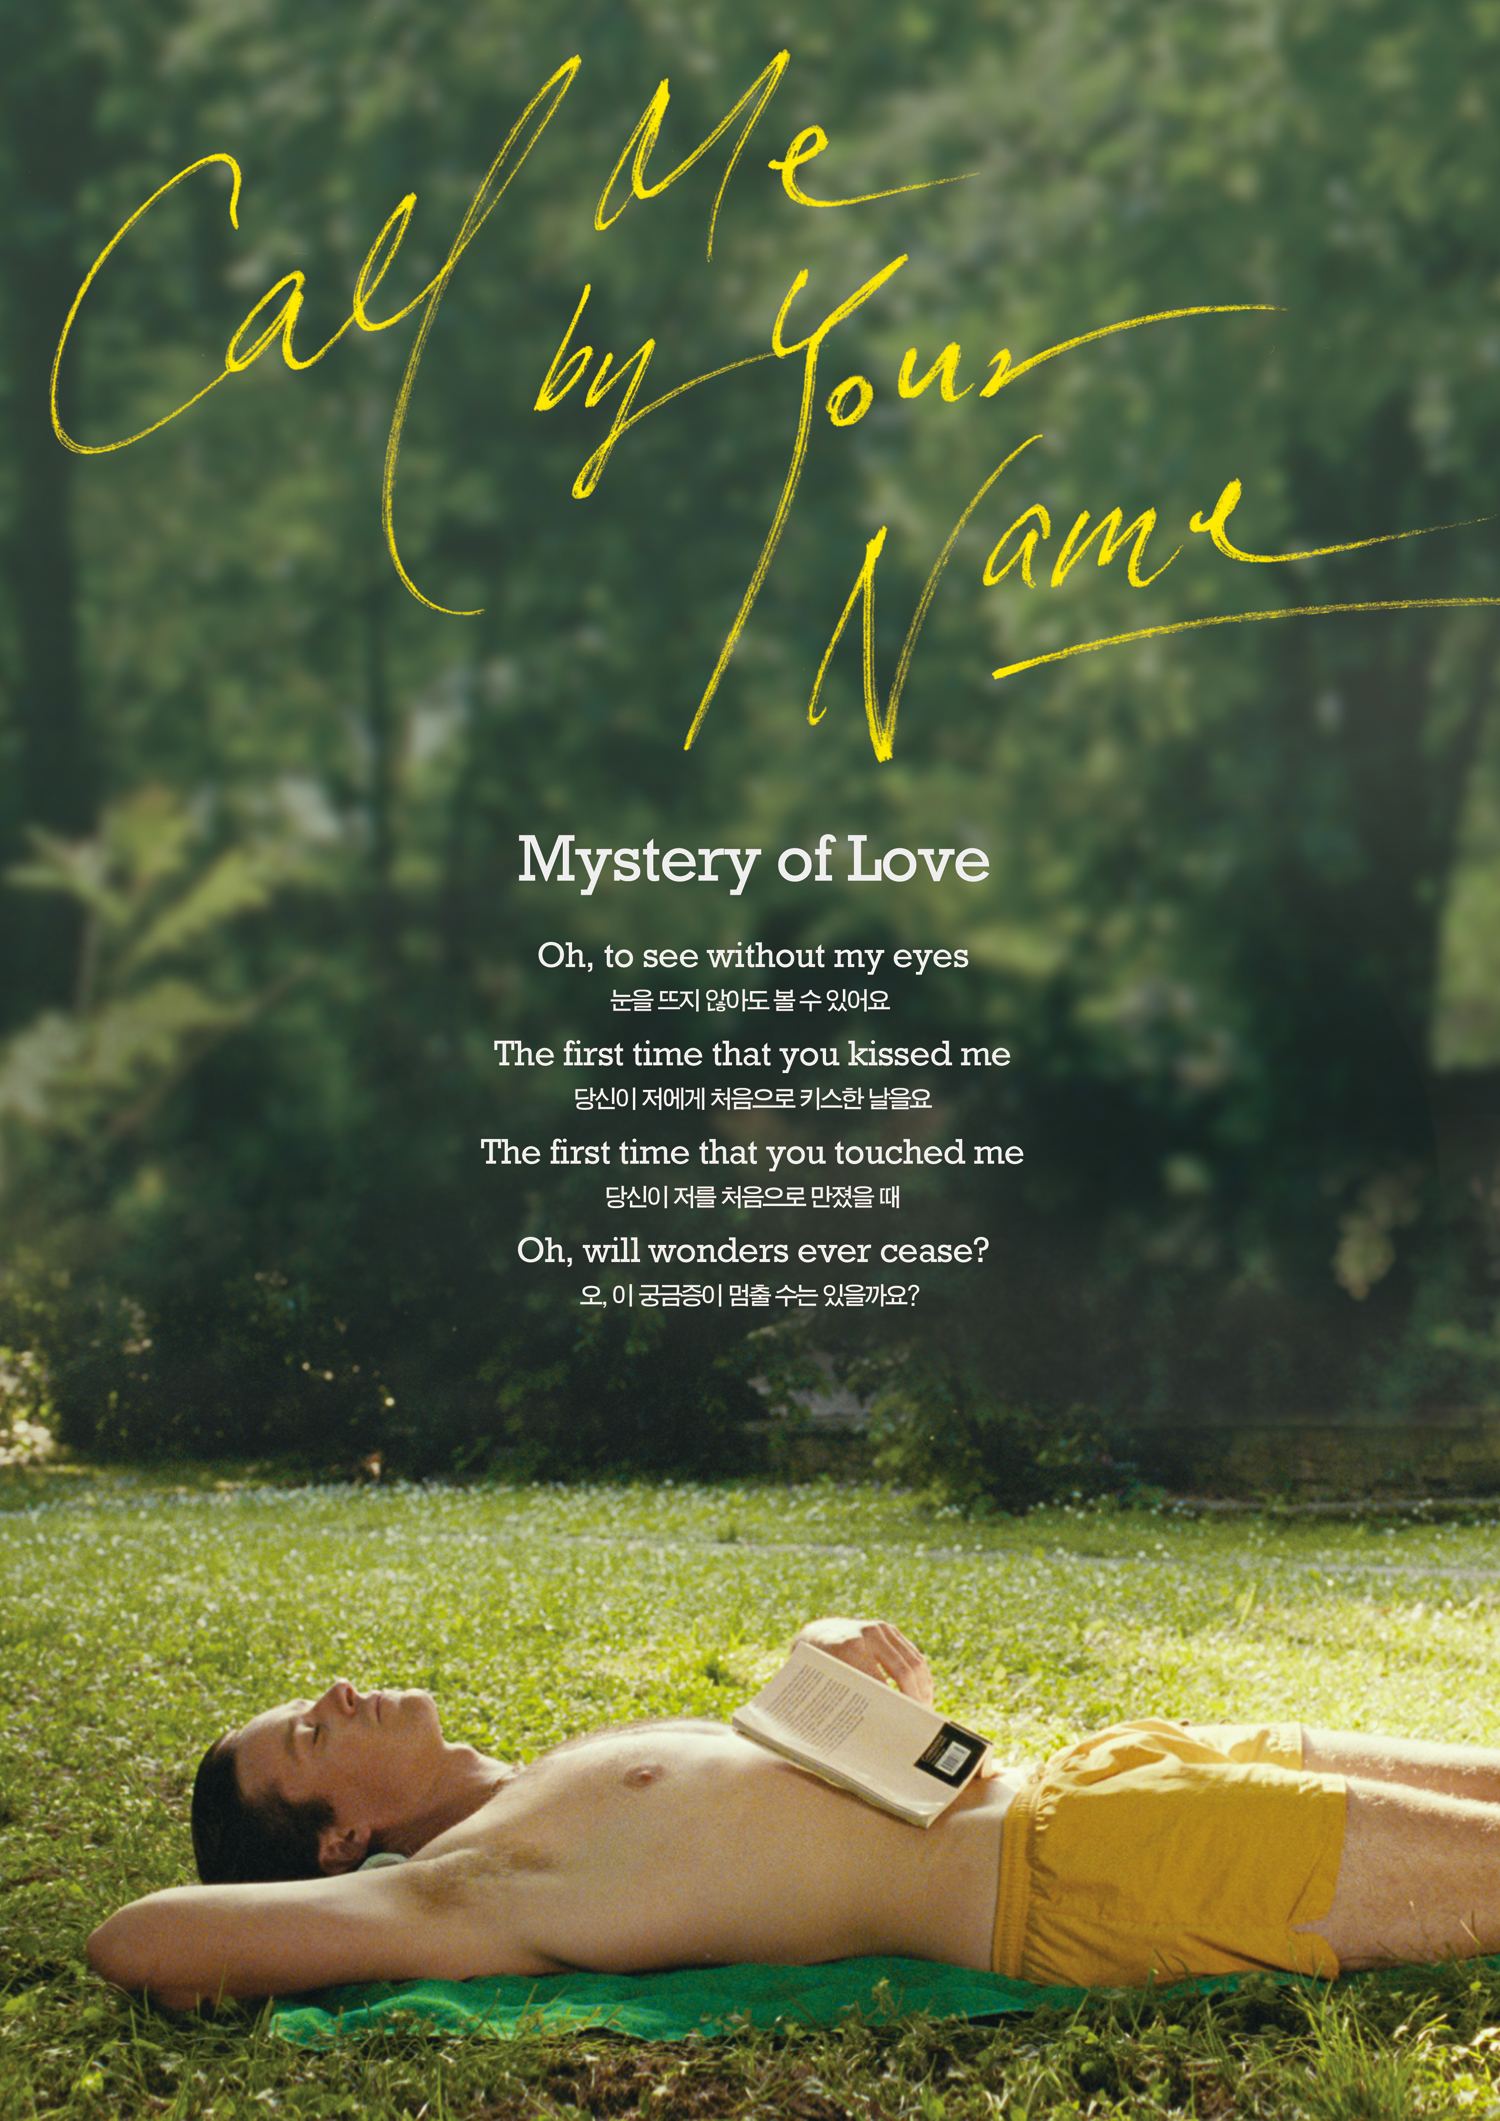 Call Me
by Your
Name
Mystery of Love
Oh, to see without my eyes
눈을 뜨지 않아도 볼 수 있어요
The first time that you kissed me
당신이 저에게 처음으로 키스한 날을요
The first time that you touched me
당신이 저를 처음으로 만졌을 때
Oh, will wonders ever cease?
오, 이 궁금증이 멈출 수는 있을까요?